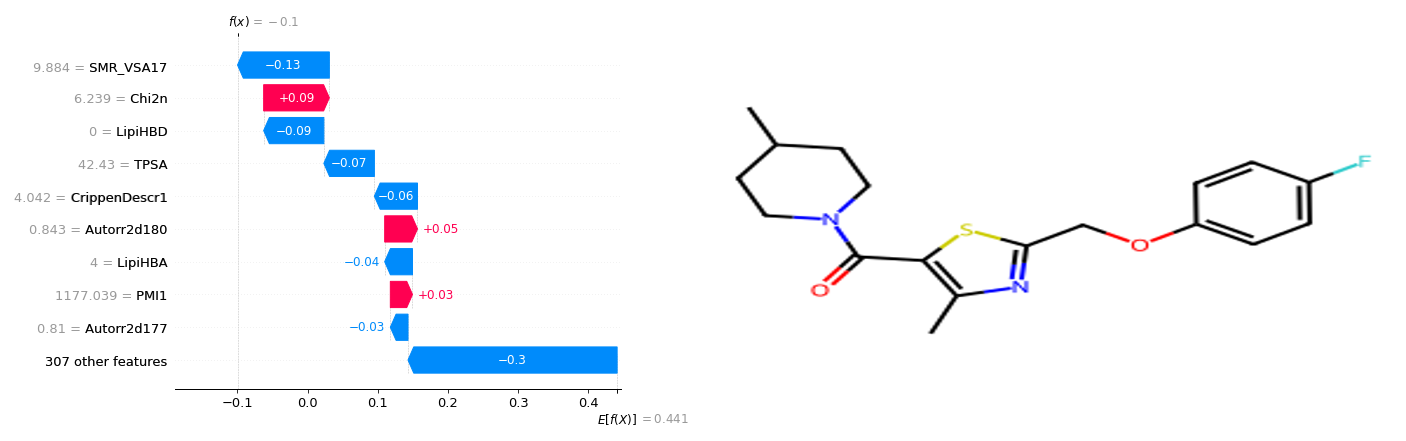 f(x) = −0.1
9.884 = SMR_VSA17
−0.13
6.239 = Chi2n
+0.09
0 = LipiHBD
−0.09
42.43 = TPSA
−0.07
4.042 = CrippenDescr1
−0.06
0.843 = Autorr2d180
+0.05
4 = LipiHBA
−0.04
1177.039 = PMI1
+0.03
0.81 = Autorr2d177
−0.03
307 other features
−0.3
−0.1 0.0 0.1 0.2 0.3 0.4
E[f(X)] = 0.441
F
N
S
O
N
O